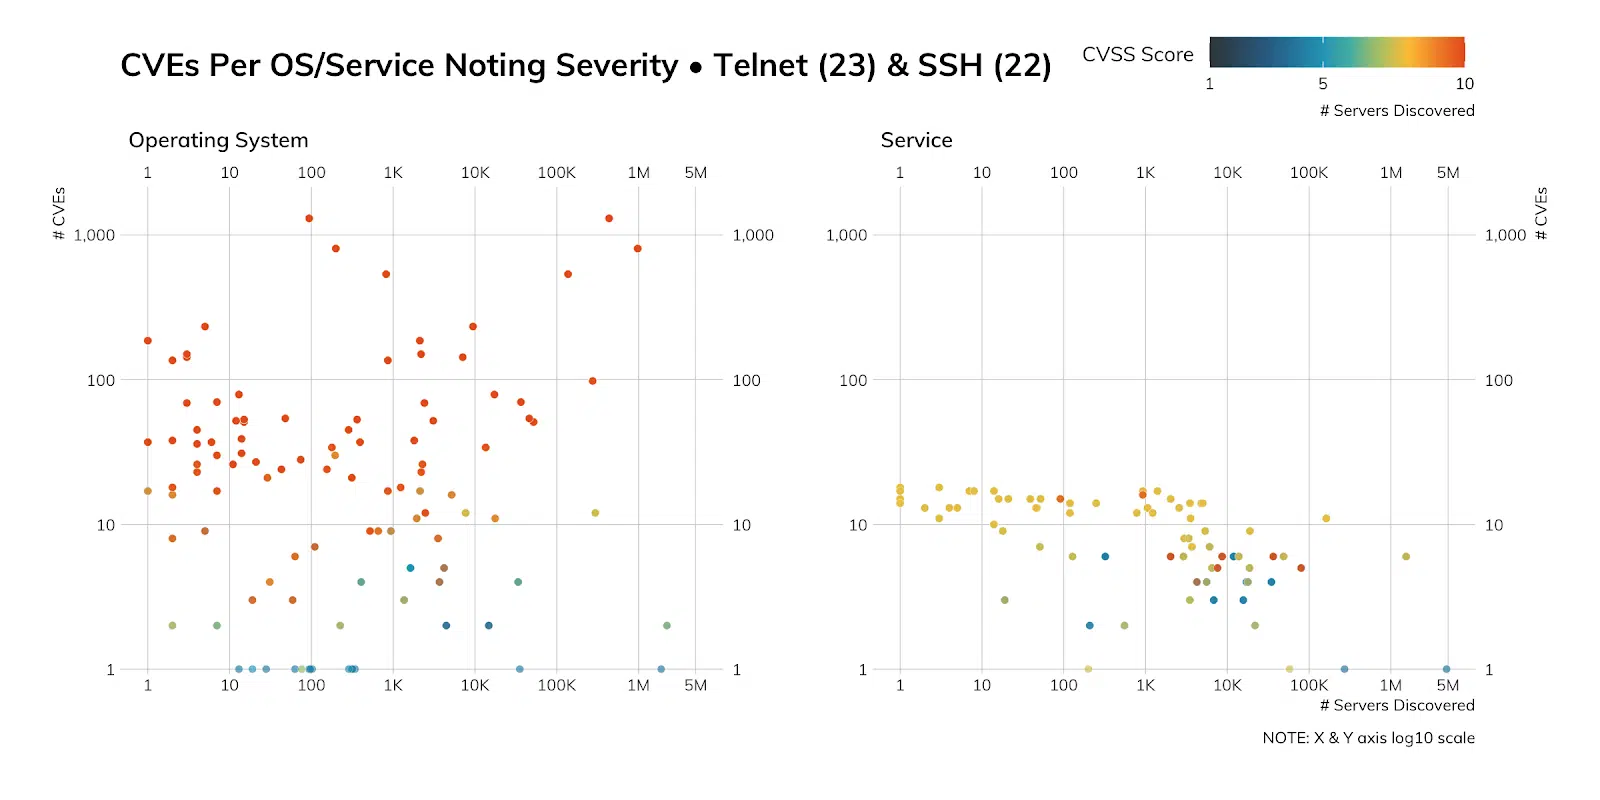 CVEs Per OS/Service Noting Severity • Telnet (23) & SSH (22)
CVSS Score
1 5 10
# Servers Discovered
Operating System
Service
1 10 100 1K 10K 100K 1M 5M
1 10 100 1K 10K 100K 1M 5M
# CVEs
# CVEs
1,000 1,000 1,000 1,000
100 100 100 100
10 10 10 10
1 1 1 1
1 10 100 1K 10K 100K 1M 5M
1 10 100 1K 10K 100K 1M 5M
# Servers Discovered
NOTE: X & Y axis log10 scale